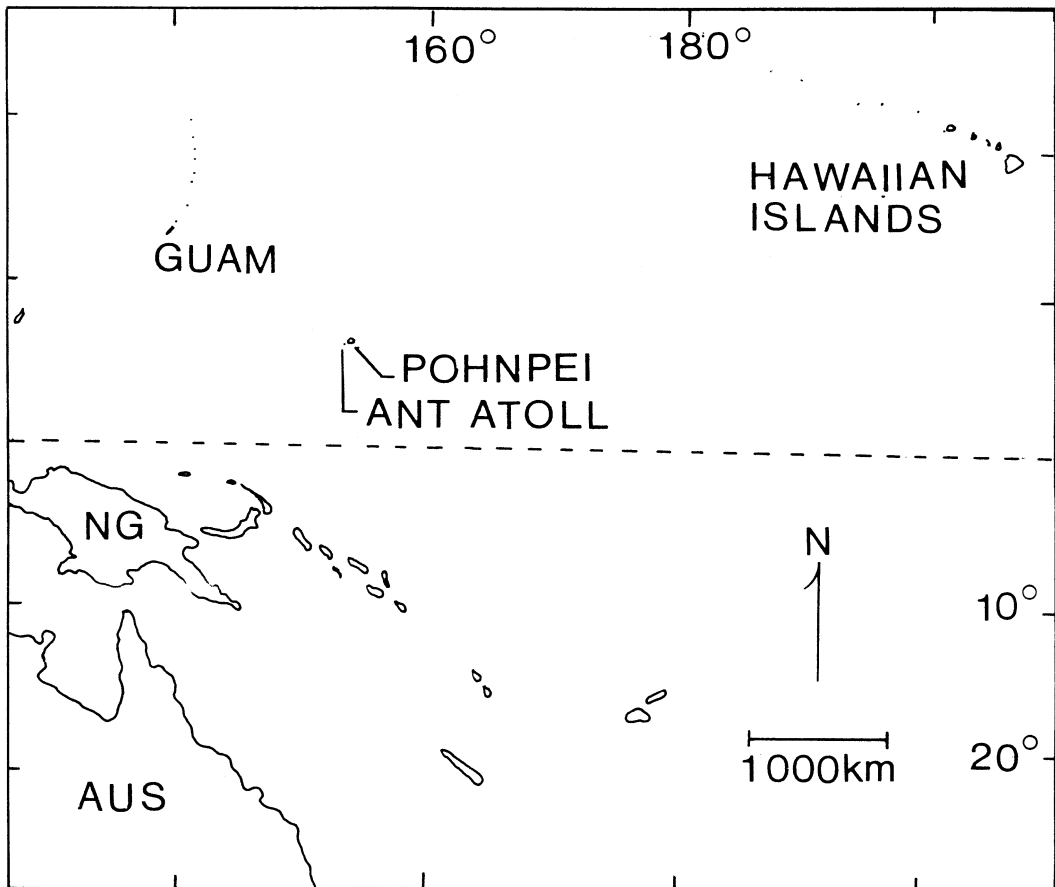 160°
180°
HAWAIIAN
ISLANDS
GUAM
POHNPEI
ANT ATOLL
NG
N
10°
1000km
20°
AUS